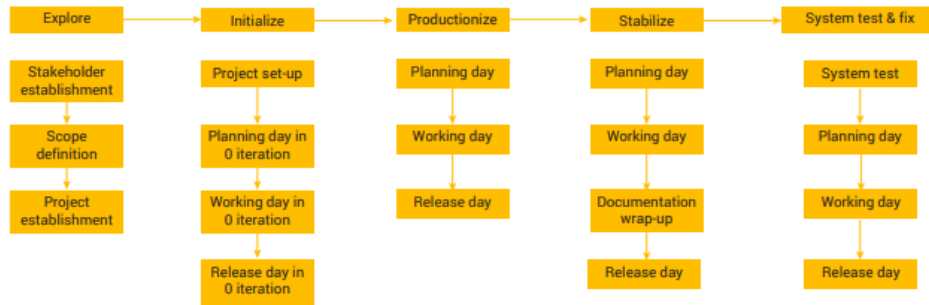 Explore
Initialize
Productionize
Stabilize
System test & fix
Stakeholder
establishment
Scope
definition
Project
establishment
Project set-up
Planning day in
0 iteration
Working day in
0 iteration
Release day in
0 iteration
Planning day
Working day
Release day
Planning day
Working day
Documentation
wrap-up
Release day
System test
Planning day
Working day
Release day